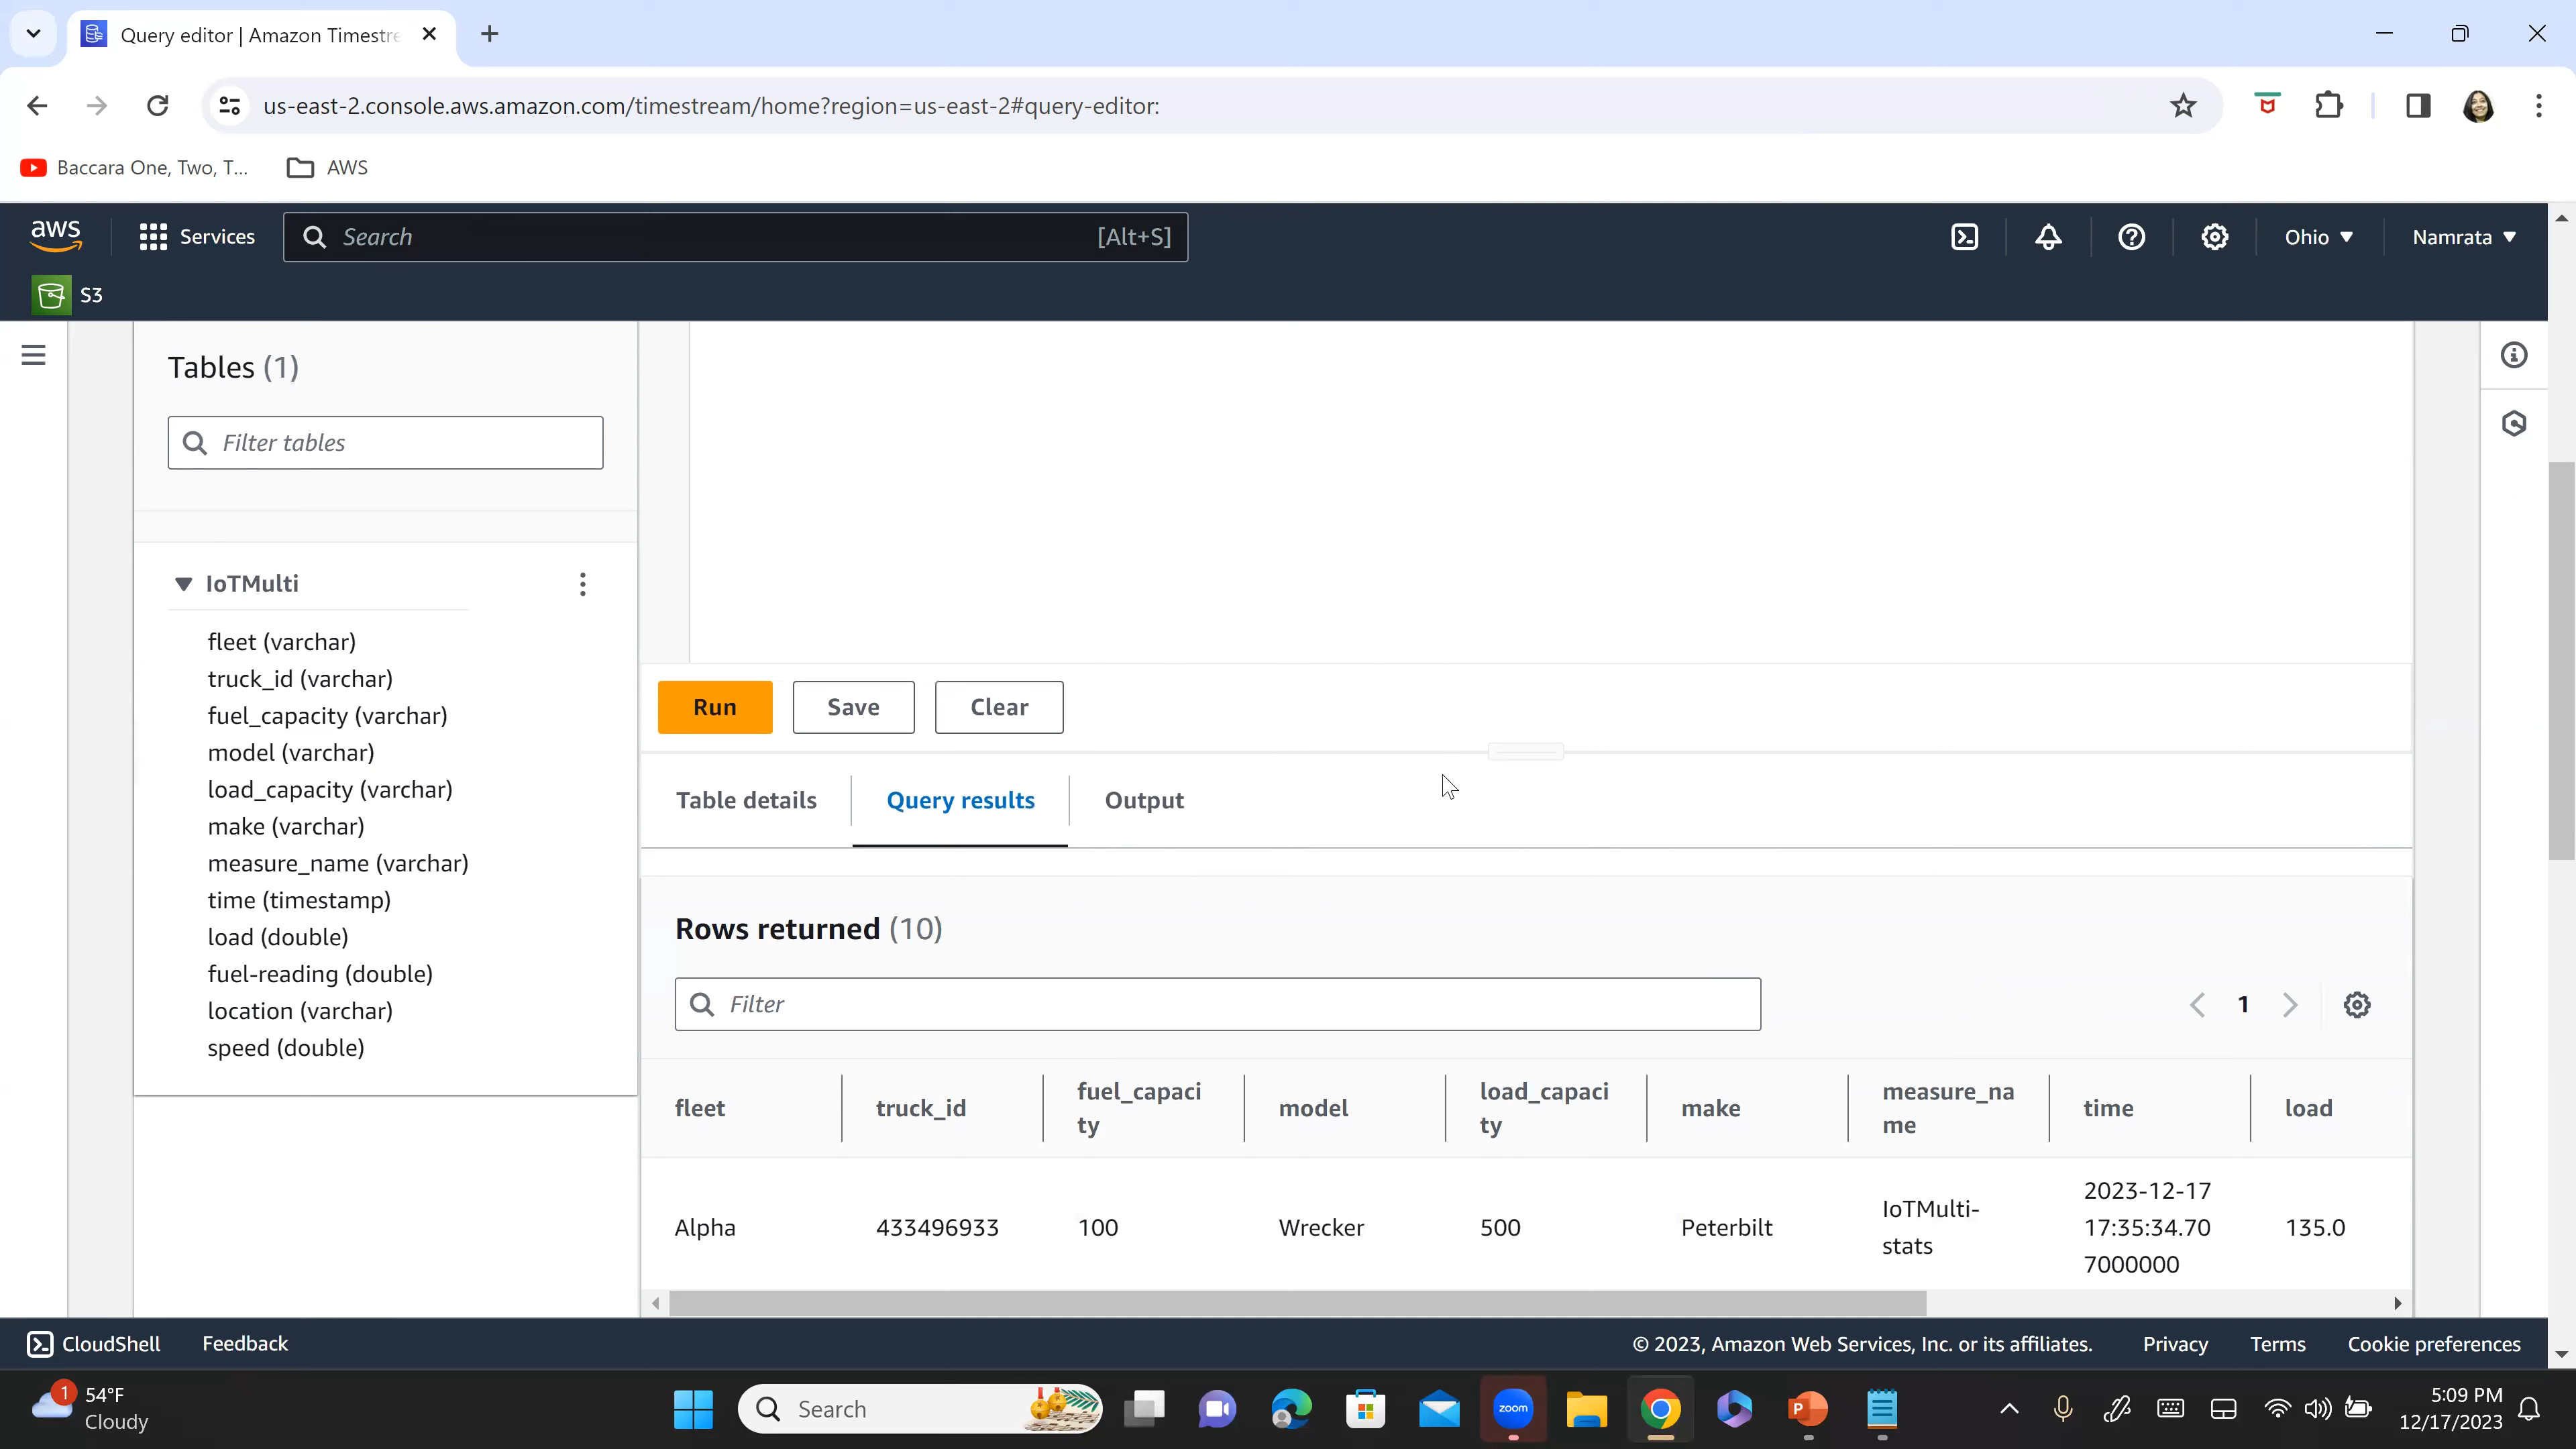 Query editor | Amazon Timestre
us-east-2.console.aws.amazon.com/timestream/home?region=us-east-2#query-editor:
Baccara One, Two, T...
AWS
aws
Services
Search
[Alt+S]
Ohio
Namrata
S3
Tables (1)
Filter tables
IoTMulti
fleet (varchar)
truck_id (varchar)
fuel_capacity (varchar)
model (varchar)
load_capacity (varchar)
make (varchar)
measure_name (varchar)
time (timestamp)
load (double)
fuel-reading (double)
location (varchar)
speed (double)
Run
Save
Clear
Table details
Query results
Output
Rows returned (10)
Filter
1
fleet
truck_id
fuel_capaci
ty
model
load_capaci
ty
make
measure_na
me
time
load
Alpha
433496933
100
Wrecker
500
Peterbilt
IoTMulti-
stats
2023-12-17
17:35:34.70
7000000
135.0
CloudShell
Feedback
© 2023, Amazon Web Services, Inc. or its affiliates.
Privacy
Terms
Cookie preferences
1
54°F
Cloudy
Search
zoom
P
5:09 PM
12/17/2023